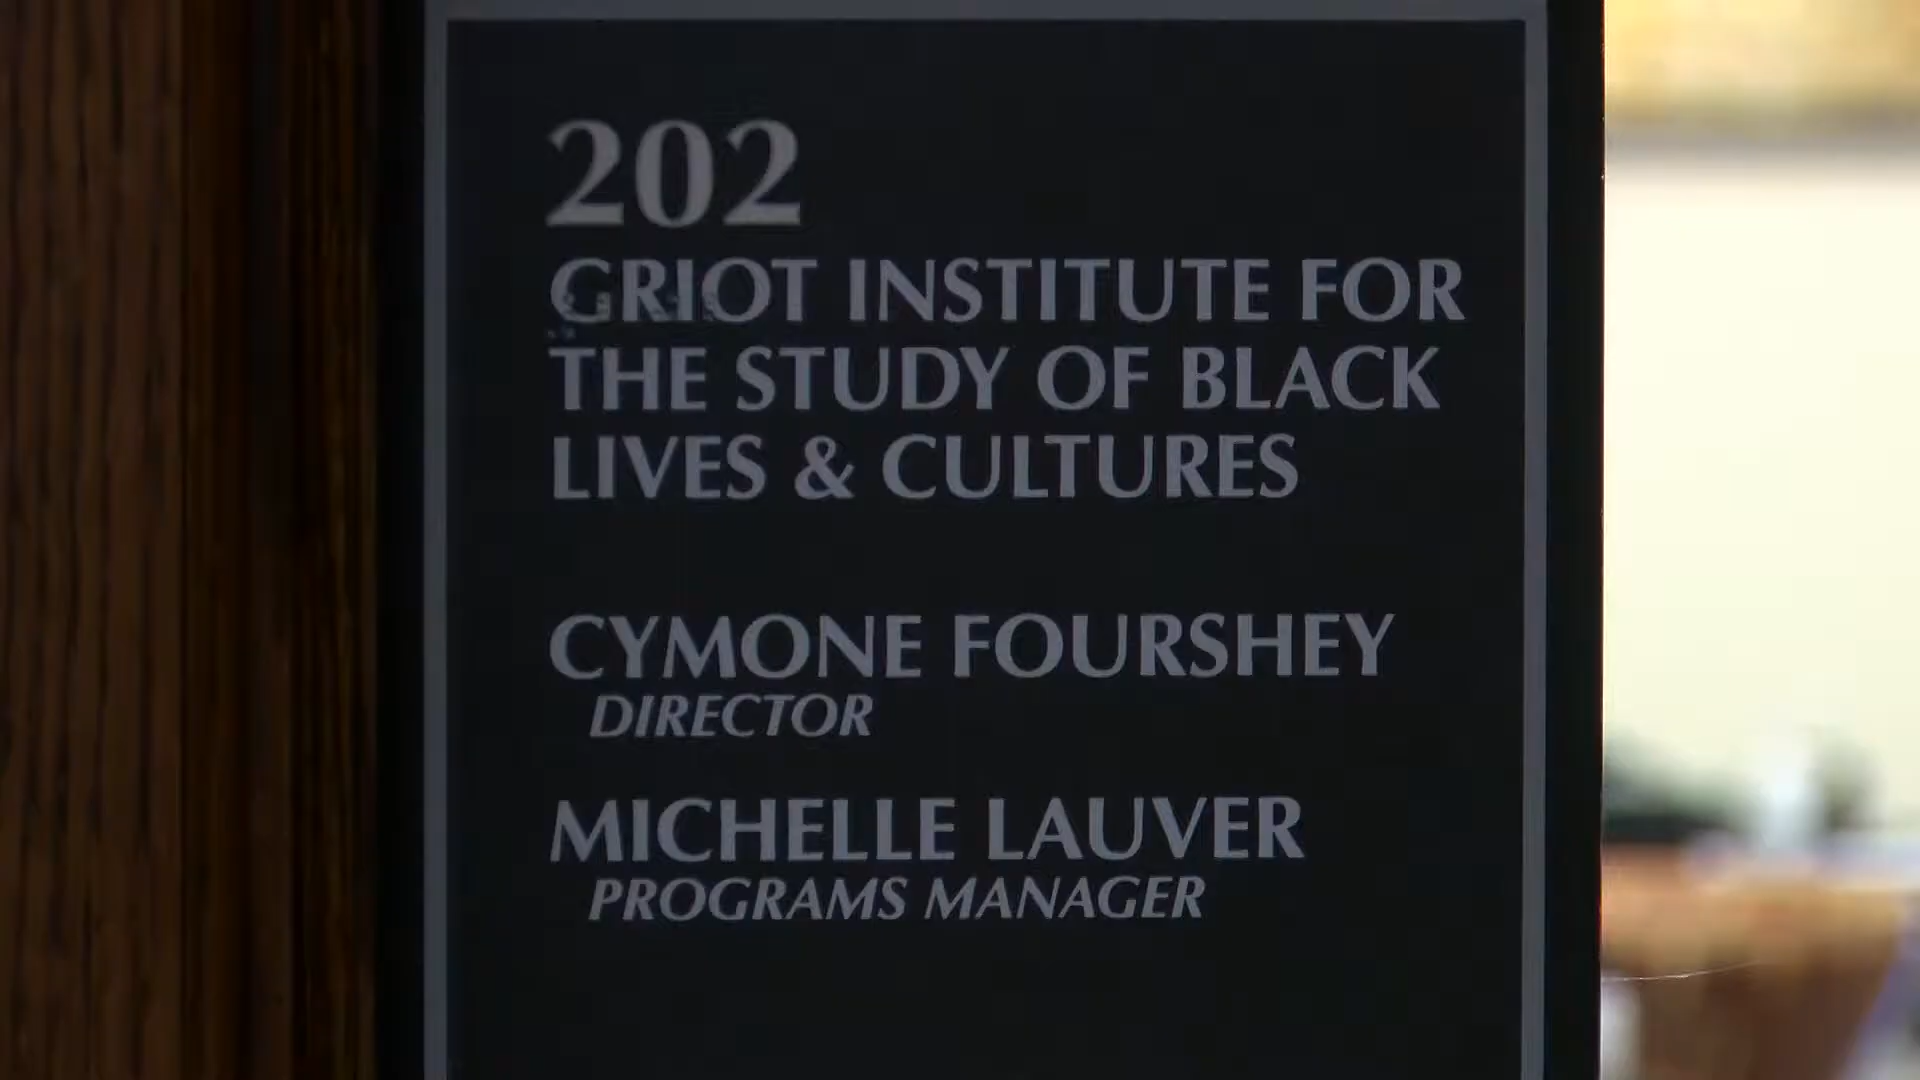 202
GRIOT INSTITUTE FOR
THE STUDY OF BLACK
LIVES & CULTURES
CYMONE FOURSHEY
DIRECTOR
MICHELLE LAUVER
PROGRAMS MANAGER